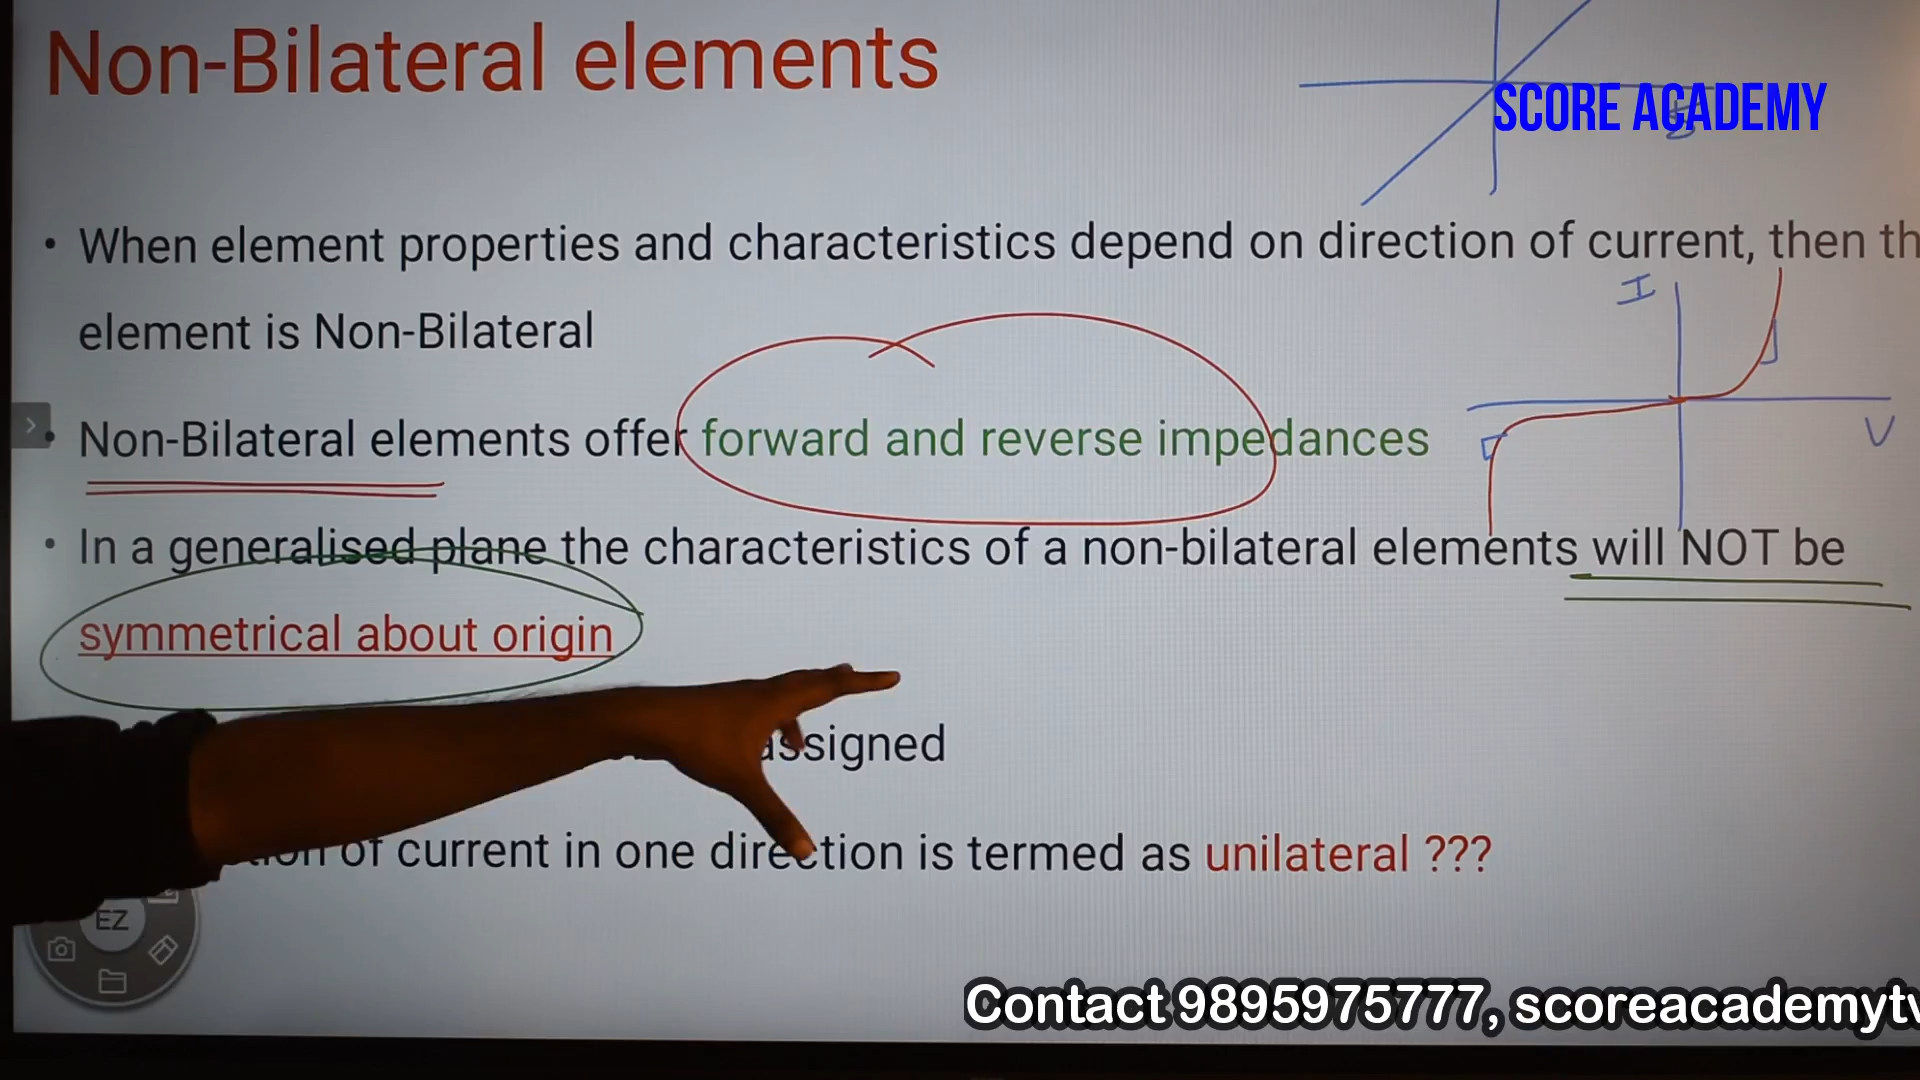 Non-Bilateral elements
SCORE ACADEMY
• When element properties and characteristics depend on direction of current, then th
element is Non-Bilateral
I
• Non-Bilateral elements offer forward and reverse impedances
V
• In a generalised plane the characteristics of a non-bilateral elements will NOT be
symmetrical about origin
assigned
of current in one direction is termed as unilateral ???
EZ
Contact 9895975777, scoreacademytv